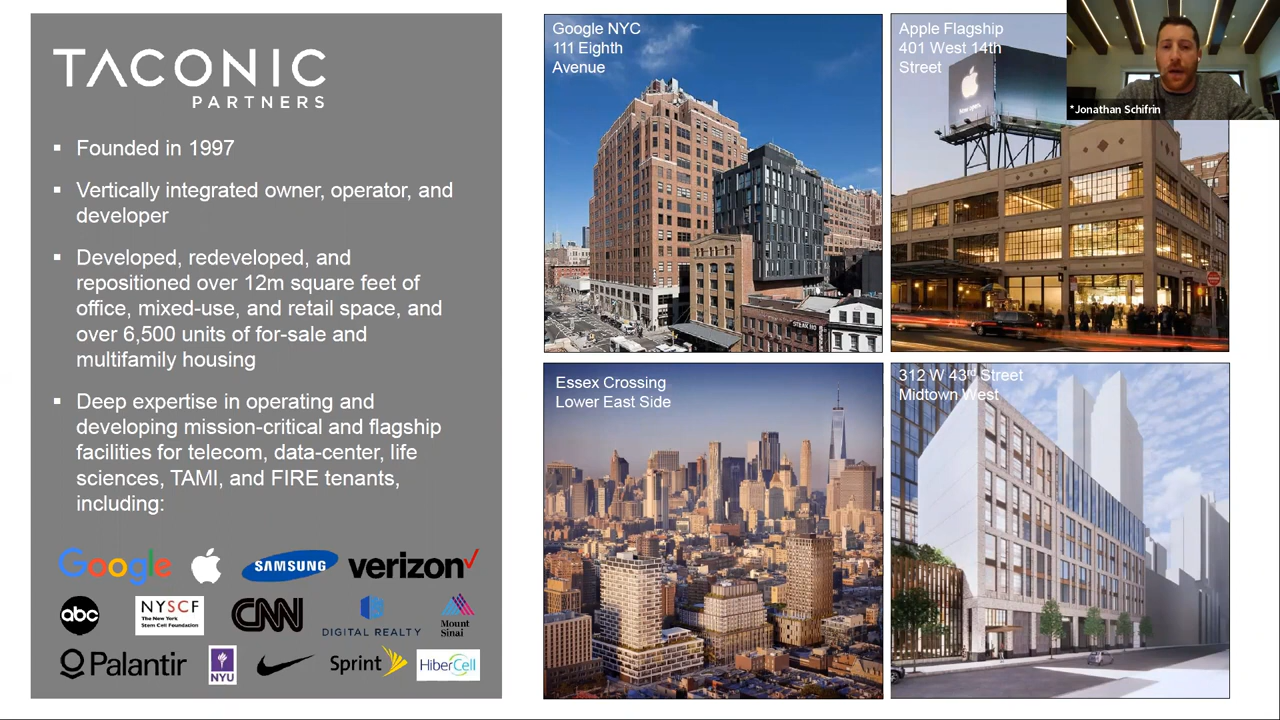 TACONIC
PARTNERS
▪ Founded in 1997
▪ Vertically integrated owner, operator, and
developer
▪ Developed, redeveloped, and
repositioned over 12m square feet of
office, mixed-use, and retail space, and
over 6,500 units of for-sale and
multifamily housing
▪ Deep expertise in operating and
developing mission-critical and flagship
facilities for telecom, data-center, life
sciences, TAMI, and FIRE tenants,
including:
Google SAMSUNG verizon✓
abc NYSCF CNN DIGITAL REALTY Mount
Sinai
The New York
Stem Cell Foundation
Palantir NYU Sprint HiberCell
Google NYC
111 Eighth
Avenue
STEAK HO
Apple Flagship
401 West 14th
Street
Now open.
*Jonathan Schifrin
Essex Crossing
Lower East Side
312 W 43rd Street
Midtown West